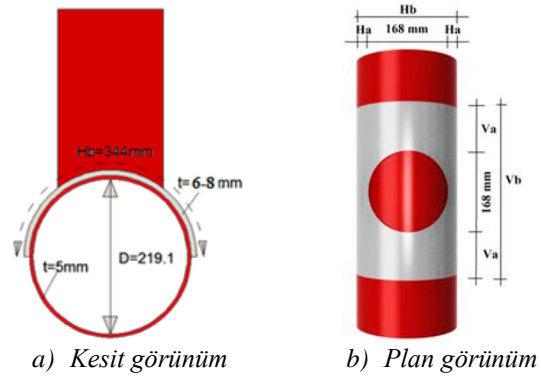 Hb=344mm
t=6-8 mm
D=219.1
t=5mm
a) Kesit görünüm
Hb
Ha 168 mm Ha
Va
168 mm
Vb
Va
b) Plan görünüm